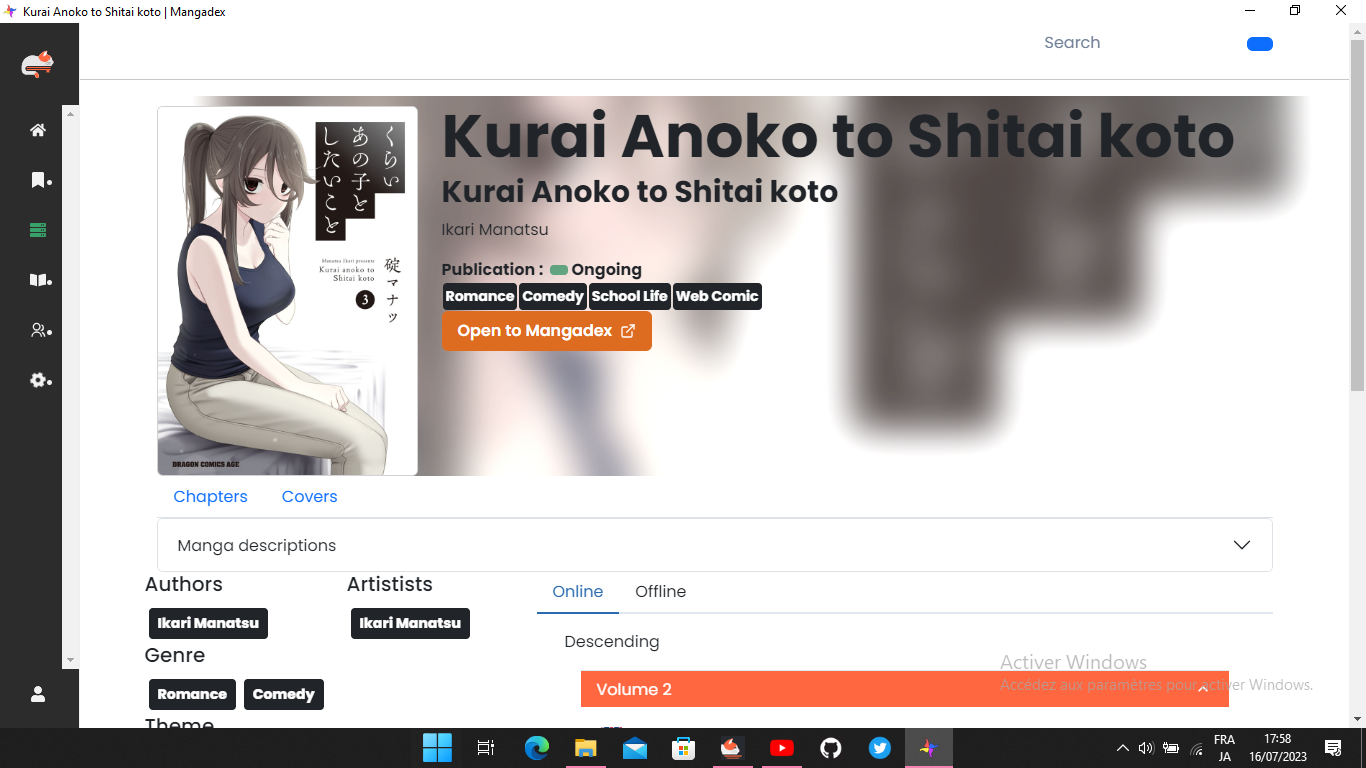 Kurai Anoko to Shitai koto | Mangadex
Search
くらい
あの子と
したいこと
Manatsu Ikari presents
Kurai anoko to
Shitai koto
碇マナツ
3
DRAGON COMICS AGE
Kurai Anoko to Shitai koto
Kurai Anoko to Shitai koto
Ikari Manatsu
Publication : Ongoing
Romance Comedy School Life Web Comic
Open to Mangadex
Chapters Covers
Manga descriptions
Authors
Ikari Manatsu
Artistists
Ikari Manatsu
Genre
Romance Comedy
Theme
Online Offline
Descending
Volume 2
Activer Windows
Accédez aux paramètres pour activer Windows.
FRA
JA
17:58
16/07/2023